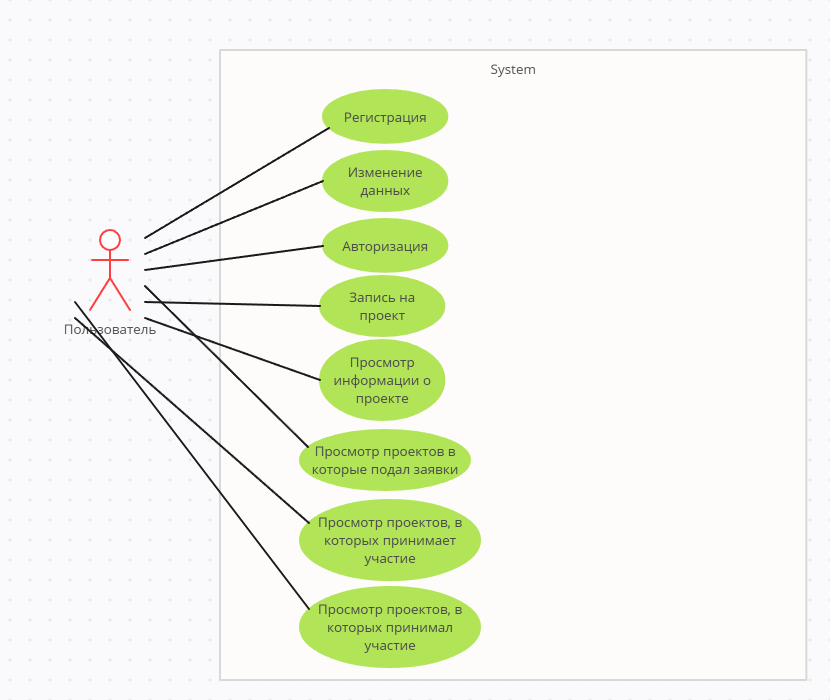 System
Регистрация
Изменение
данных
Авторизация
Запись на
проект
Пользователь
Просмотр
информации о
проекте
Просмотр проектов в
которые подал заявки
Просмотр проектов, в
которых принимает
участие
Просмотр проектов, в
которых принимал
участие